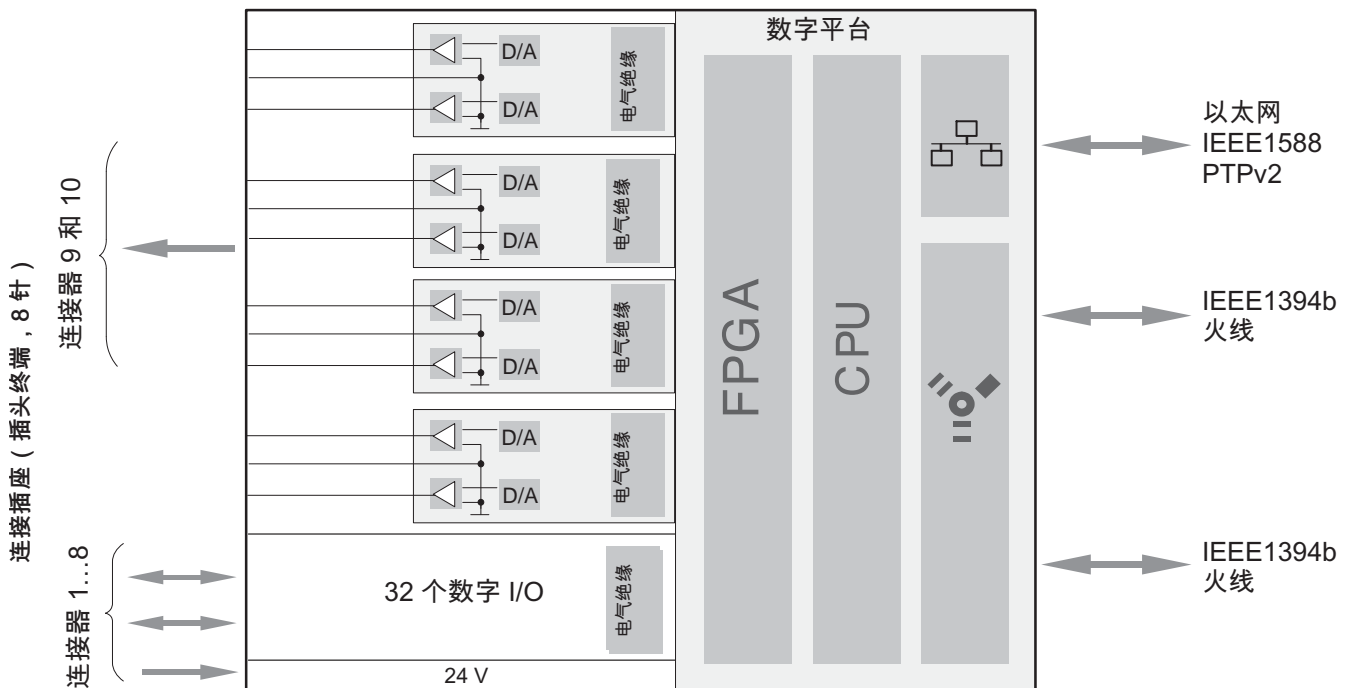 数字平台
D/A
D/A
电气绝缘
D/A
D/A
电气绝缘
D/A
D/A
电气绝缘
D/A
D/A
电气绝缘
32 个数字 I/O
电气绝缘
24 V
FPGA
CPU
以太网
IEEE1588
PTPv2
IEEE1394b
火线
IEEE1394b
火线
连接插座(插头终端,8 针)
连接器 9 和 10
连接器 1...8